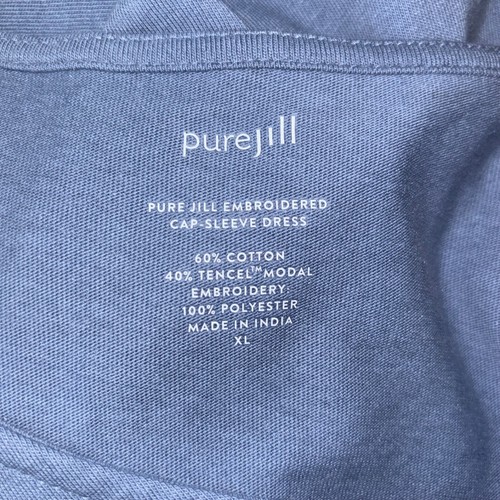 purejill
PURE JILL EMBROIDERED
CAP-SLEEVE DRESS
60% COTTON
40% TENCEL™ MODAL
EMBROIDERY:
100% POLYESTER
MADE IN INDIA
XL